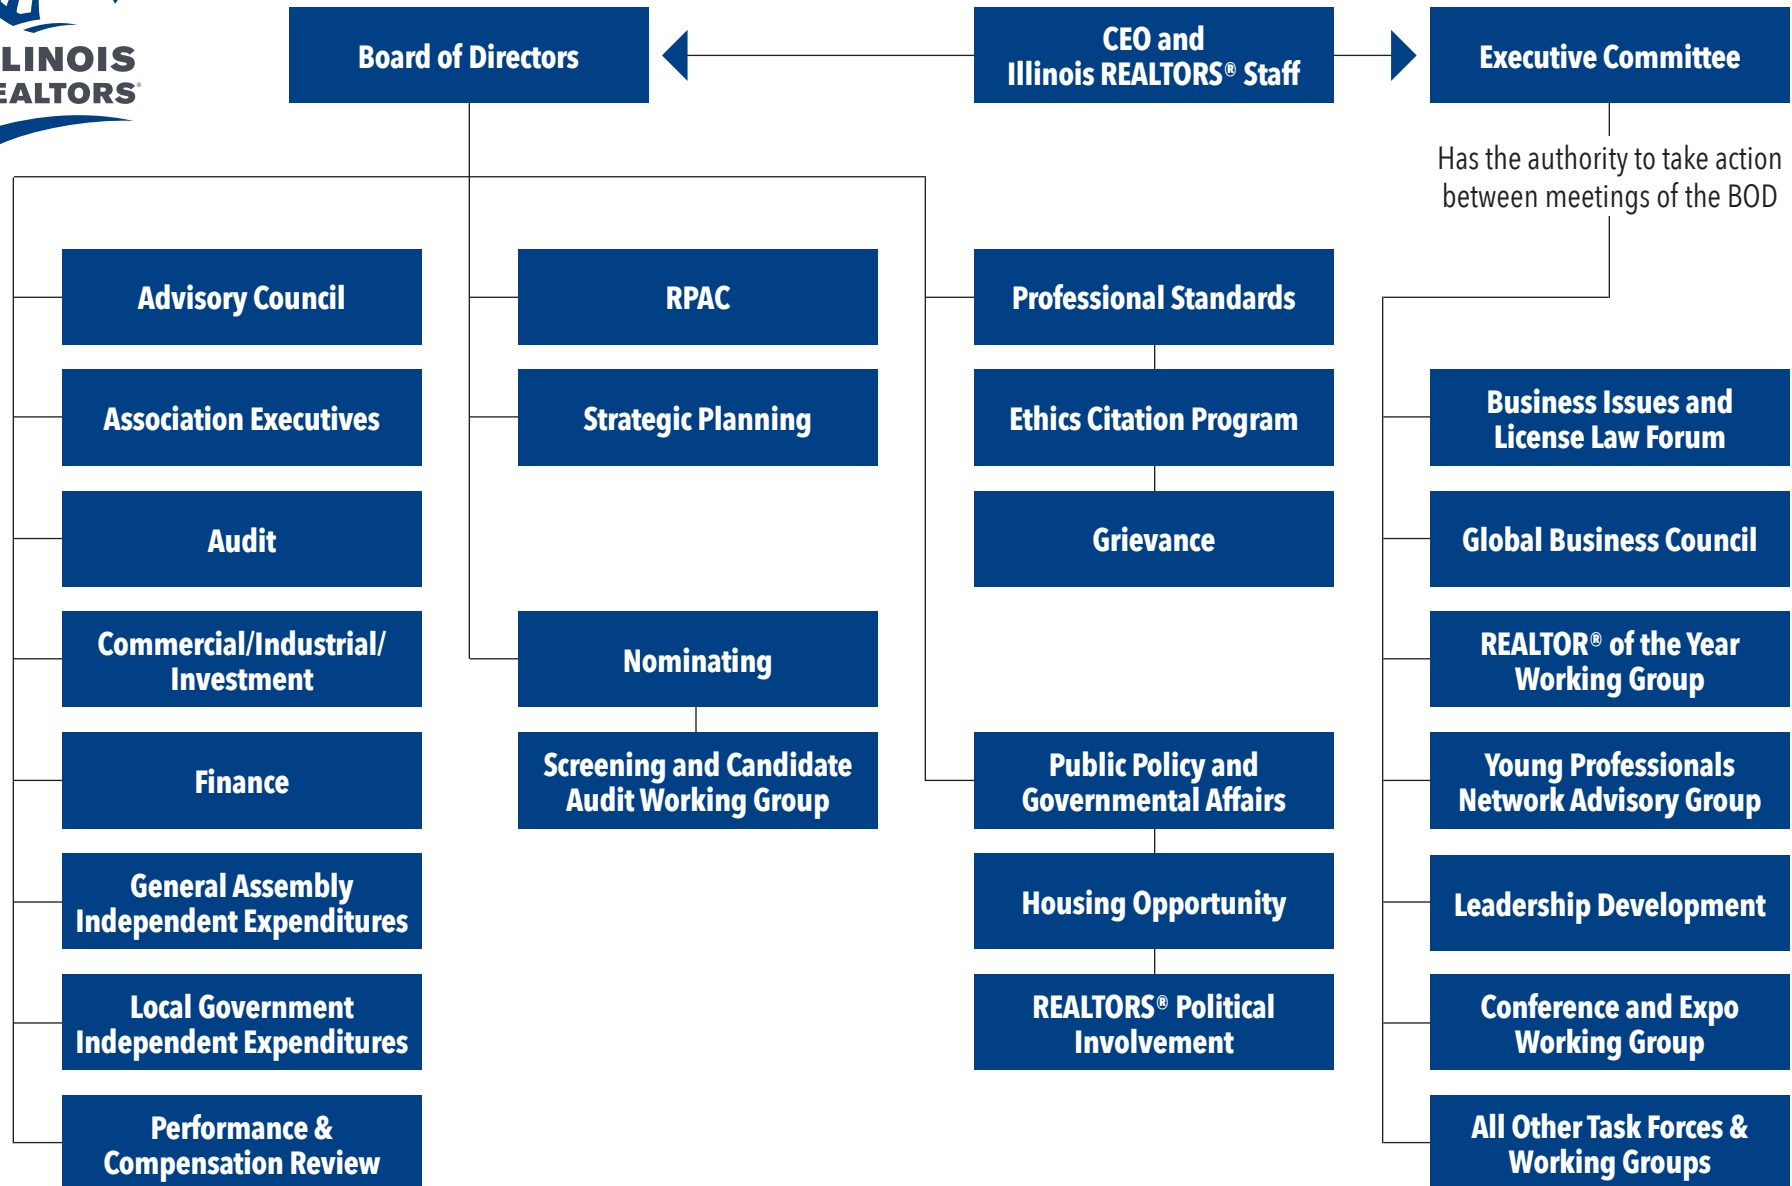 LLINOIS
EALTORS®
Board of Directors
CEO and
Illinois REALTORS® Staff
Executive Committee
Has the authority to take action
between meetings of the BOD
Advisory Council
Association Executives
Audit
Commercial/Industrial/
Investment
Finance
General Assembly
Independent Expenditures
Local Government
Independent Expenditures
Performance &
Compensation Review
RPAC
Strategic Planning
Nominating
Screening and Candidate
Audit Working Group
Professional Standards
Ethics Citation Program
Grievance
Public Policy and
Governmental Affairs
Housing Opportunity
REALTORS® Political
Involvement
Business Issues and
License Law Forum
Global Business Council
REALTOR® of the Year
Working Group
Young Professionals
Network Advisory Group
Leadership Development
Conference and Expo
Working Group
All Other Task Forces &
Working Groups